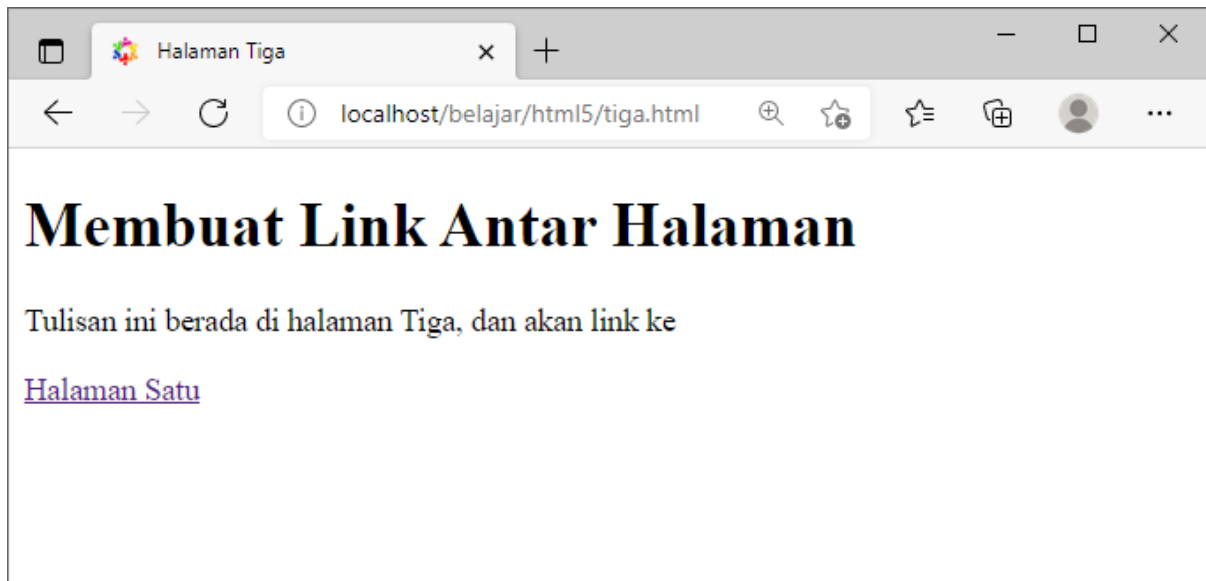 Halaman Tiga
localhost/belajar/html5/tiga.html
Membuat Link Antar Halaman
Tulisan ini berada di halaman Tiga, dan akan link ke
Halaman Satu